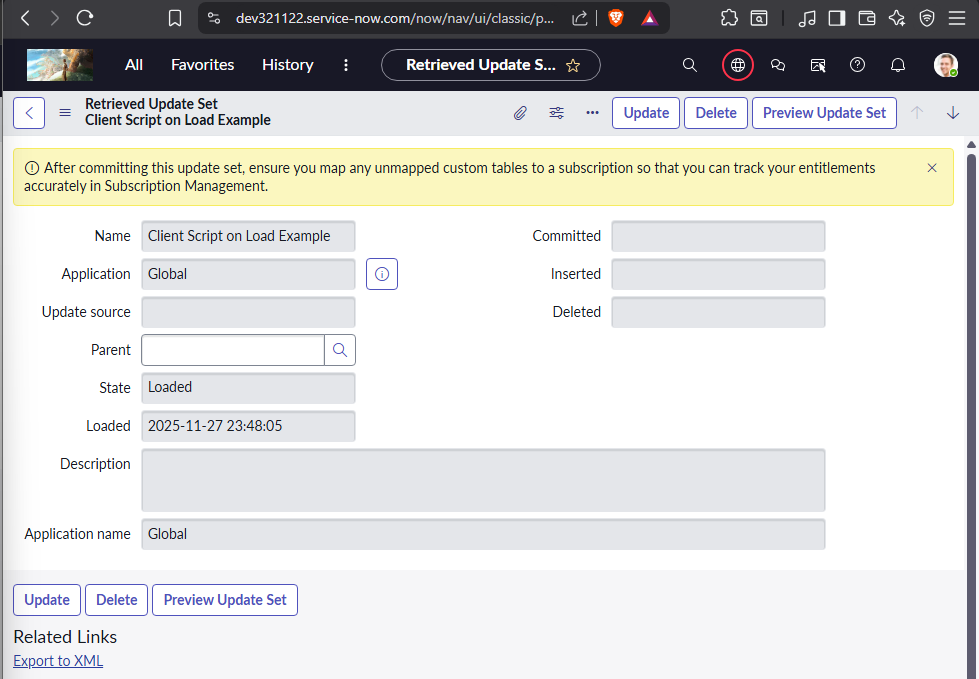 dev321122.service-now.com/now/nav/ui/classic/p...
All Favorites History Retrieved Update S...
Retrieved Update Set
Client Script on Load Example
Update Delete Preview Update Set
After committing this update set, ensure you map any unmapped custom tables to a subscription so that you can track your entitlements
accurately in Subscription Management.
Name Client Script on Load Example Committed
Application Global Inserted
Update source Deleted
Parent
State Loaded
Loaded 2025-11-27 23:48:05
Description
Application name Global
Update Delete Preview Update Set
Related Links
Export to XML